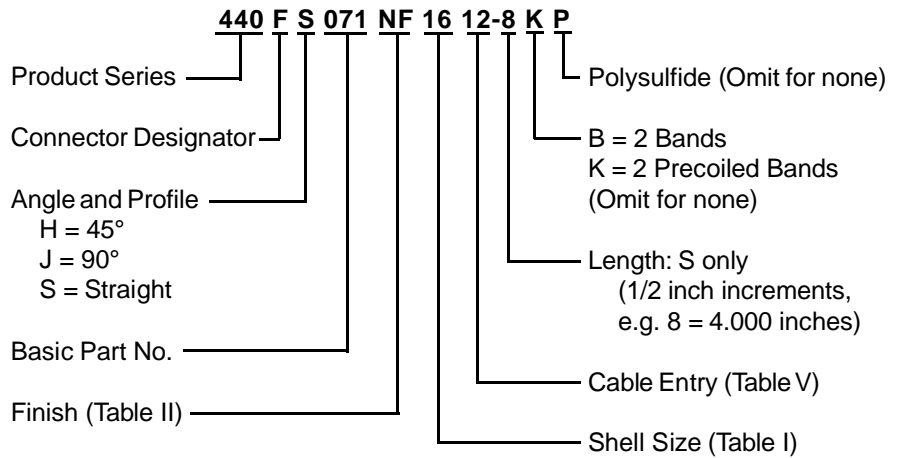 440 F S 071 NF 16 12-8 K P
Product Series
Connector Designator
Angle and Profile
H = 45°
J = 90°
S = Straight
Basic Part No.
Finish (Table II)
Polysulfide (Omit for none)
B = 2 Bands
K = 2 Precoiled Bands
(Omit for none)
Length: S only
(1/2 inch increments,
e.g. 8 = 4.000 inches)
Cable Entry (Table V)
Shell Size (Table I)